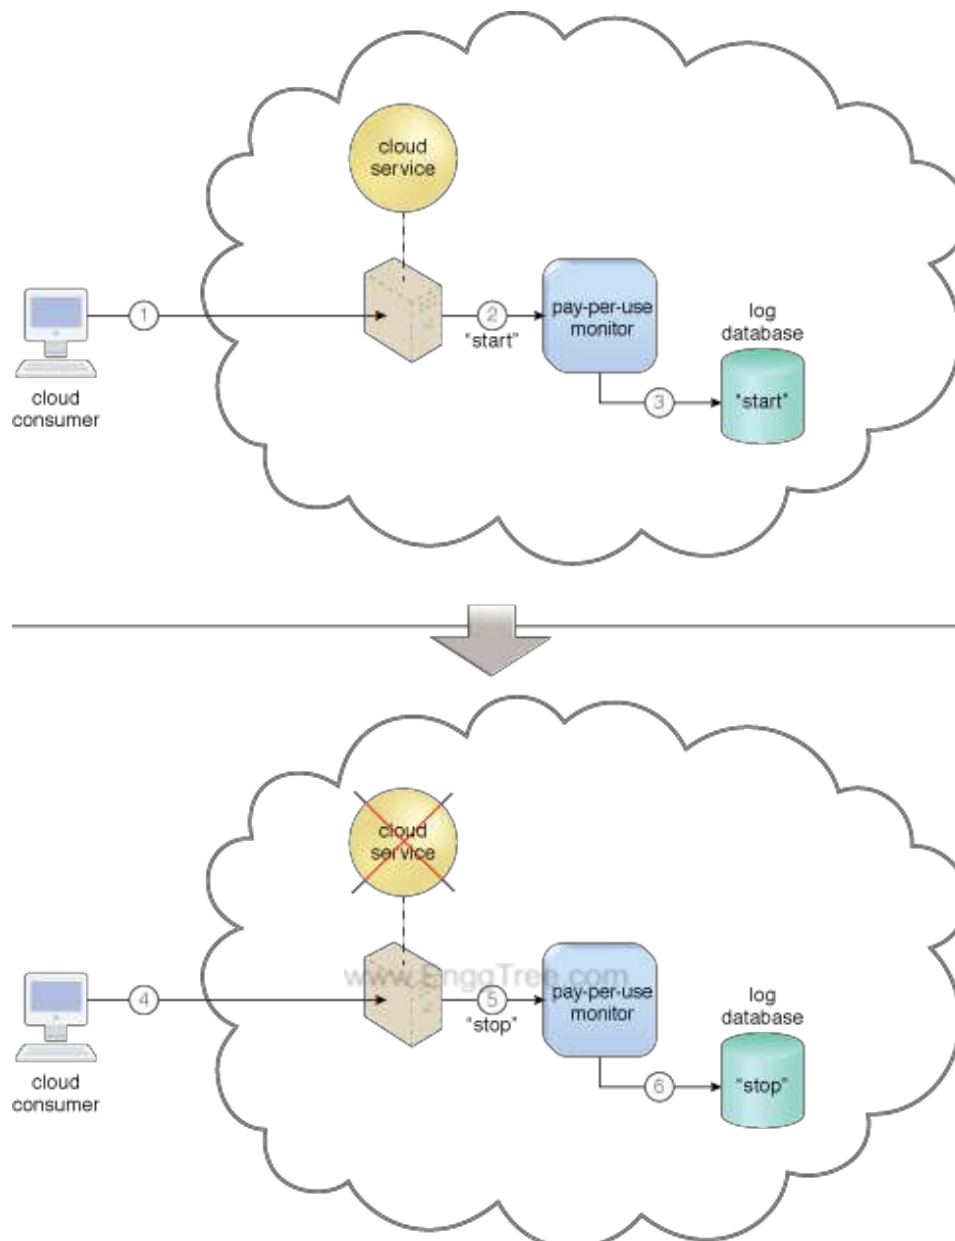 cloud
service
1
2
"start"
pay-per-use
monitor
log
database
3
"start"
cloud
consumer
cloud
service
www.EnggTree.com
4
5
"stop"
pay-per-use
monitor
log
database
6
"stop"
cloud
consumer